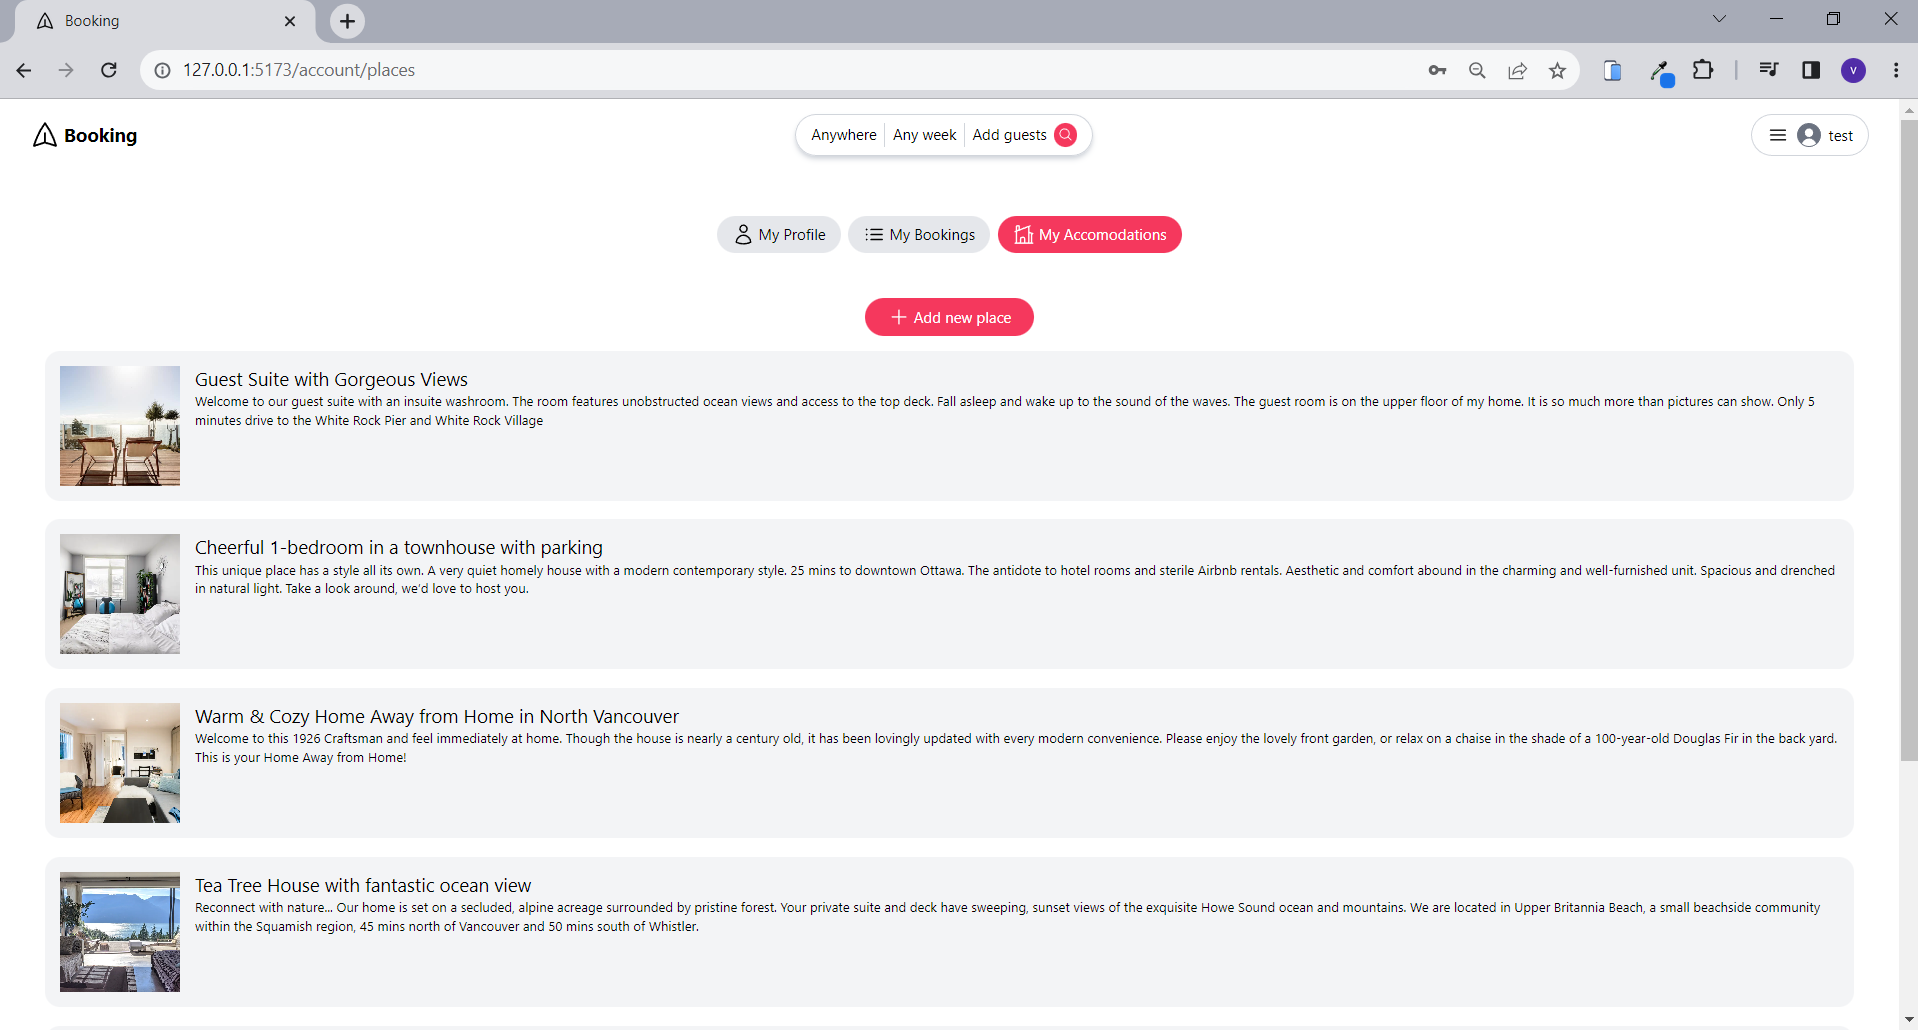 Booking
127.0.0.1:5173/account/places
v
Booking
Anywhere Any week Add guests
test
My Profile My Bookings My Accomodations
Add new place
Guest Suite with Gorgeous Views
Welcome to our guest suite with an insuite washroom. The room features unobstructed ocean views and access to the top deck. Fall asleep and wake up to the sound of the waves. The guest room is on the upper floor of my home. It is so much more than pictures can show. Only 5
minutes drive to the White Rock Pier and White Rock Village
Cheerful 1-bedroom in a townhouse with parking
This unique place has a style all its own. A very quiet homely house with a modern contemporary style. 25 mins to downtown Ottawa. The antidote to hotel rooms and sterile Airbnb rentals. Aesthetic and comfort abound in the charming and well-furnished unit. Spacious and drenched
in natural light. Take a look around, we'd love to host you.
Warm & Cozy Home Away from Home in North Vancouver
Welcome to this 1926 Craftsman and feel immediately at home. Though the house is nearly a century old, it has been lovingly updated with every modern convenience. Please enjoy the lovely front garden, or relax on a chaise in the shade of a 100-year-old Douglas Fir in the back yard.
This is your Home Away from Home!
Tea Tree House with fantastic ocean view
Reconnect with nature... Our home is set on a secluded, alpine acreage surrounded by pristine forest. Your private suite and deck have sweeping, sunset views of the exquisite Howe Sound ocean and mountains. We are located in Upper Britannia Beach, a small beachside community
within the Squamish region, 45 mins north of Vancouver and 50 mins south of Whistler.